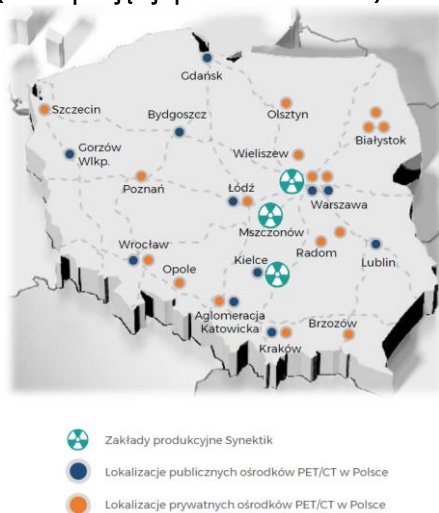 Gdańsk
Szczecin
Bydgoszcz
Olsztyn
Białystok
Gorzów
Wlkp.
Wieliszew
Poznań
Łódź
Warszawa
Mszczonów
Wrocław
Radom
Kielce
Lublin
Opole
Aglomeracja
Katowicka
Brzozów
Kraków
Zakłady produkcyjne Synektik
Lokalizacje publicznych ośrodków PET/CT w Polsce
Lokalizacje prywatnych ośrodków PET/CT w Polsce